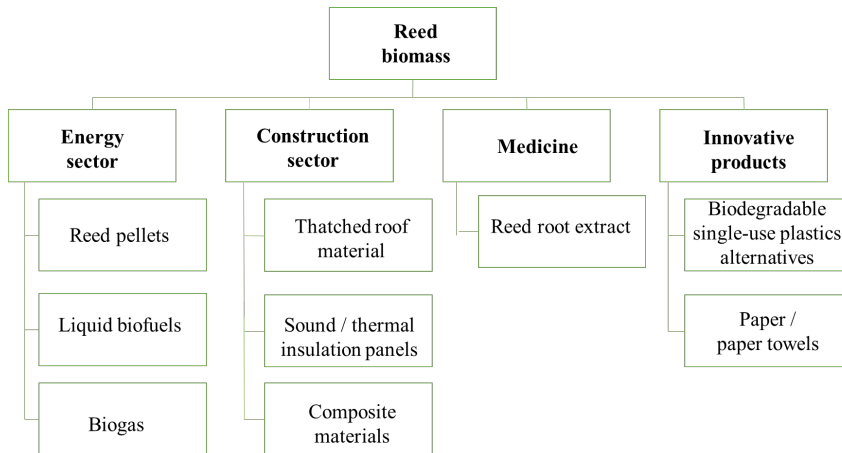 Reed
biomass
Energy
sector
Construction
sector
Medicine
Innovative
products
Reed pellets
Thatched roof
material
Reed root extract
Biodegradable
single-use plastics
alternatives
Liquid biofuels
Sound / thermal
insulation panels
Paper /
paper towels
Biogas
Composite
materials